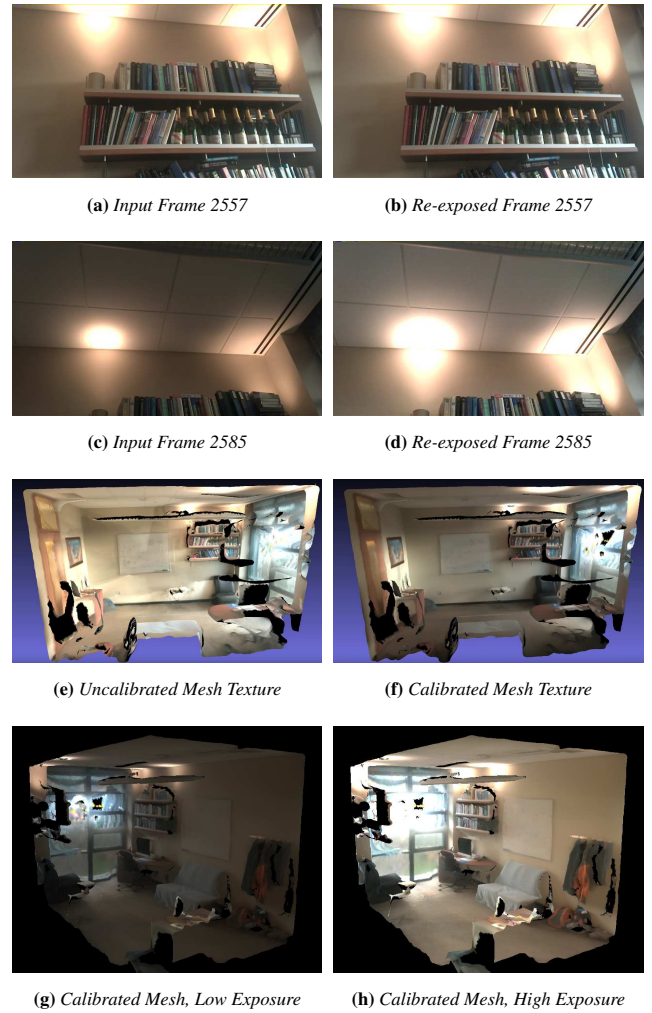 (a) Input Frame 2557
(b) Re-exposed Frame 2557
(c) Input Frame 2585
(d) Re-exposed Frame 2585
(e) Uncalibrated Mesh Texture
(f) Calibrated Mesh Texture
(g) Calibrated Mesh, Low Exposure
(h) Calibrated Mesh, High Exposure